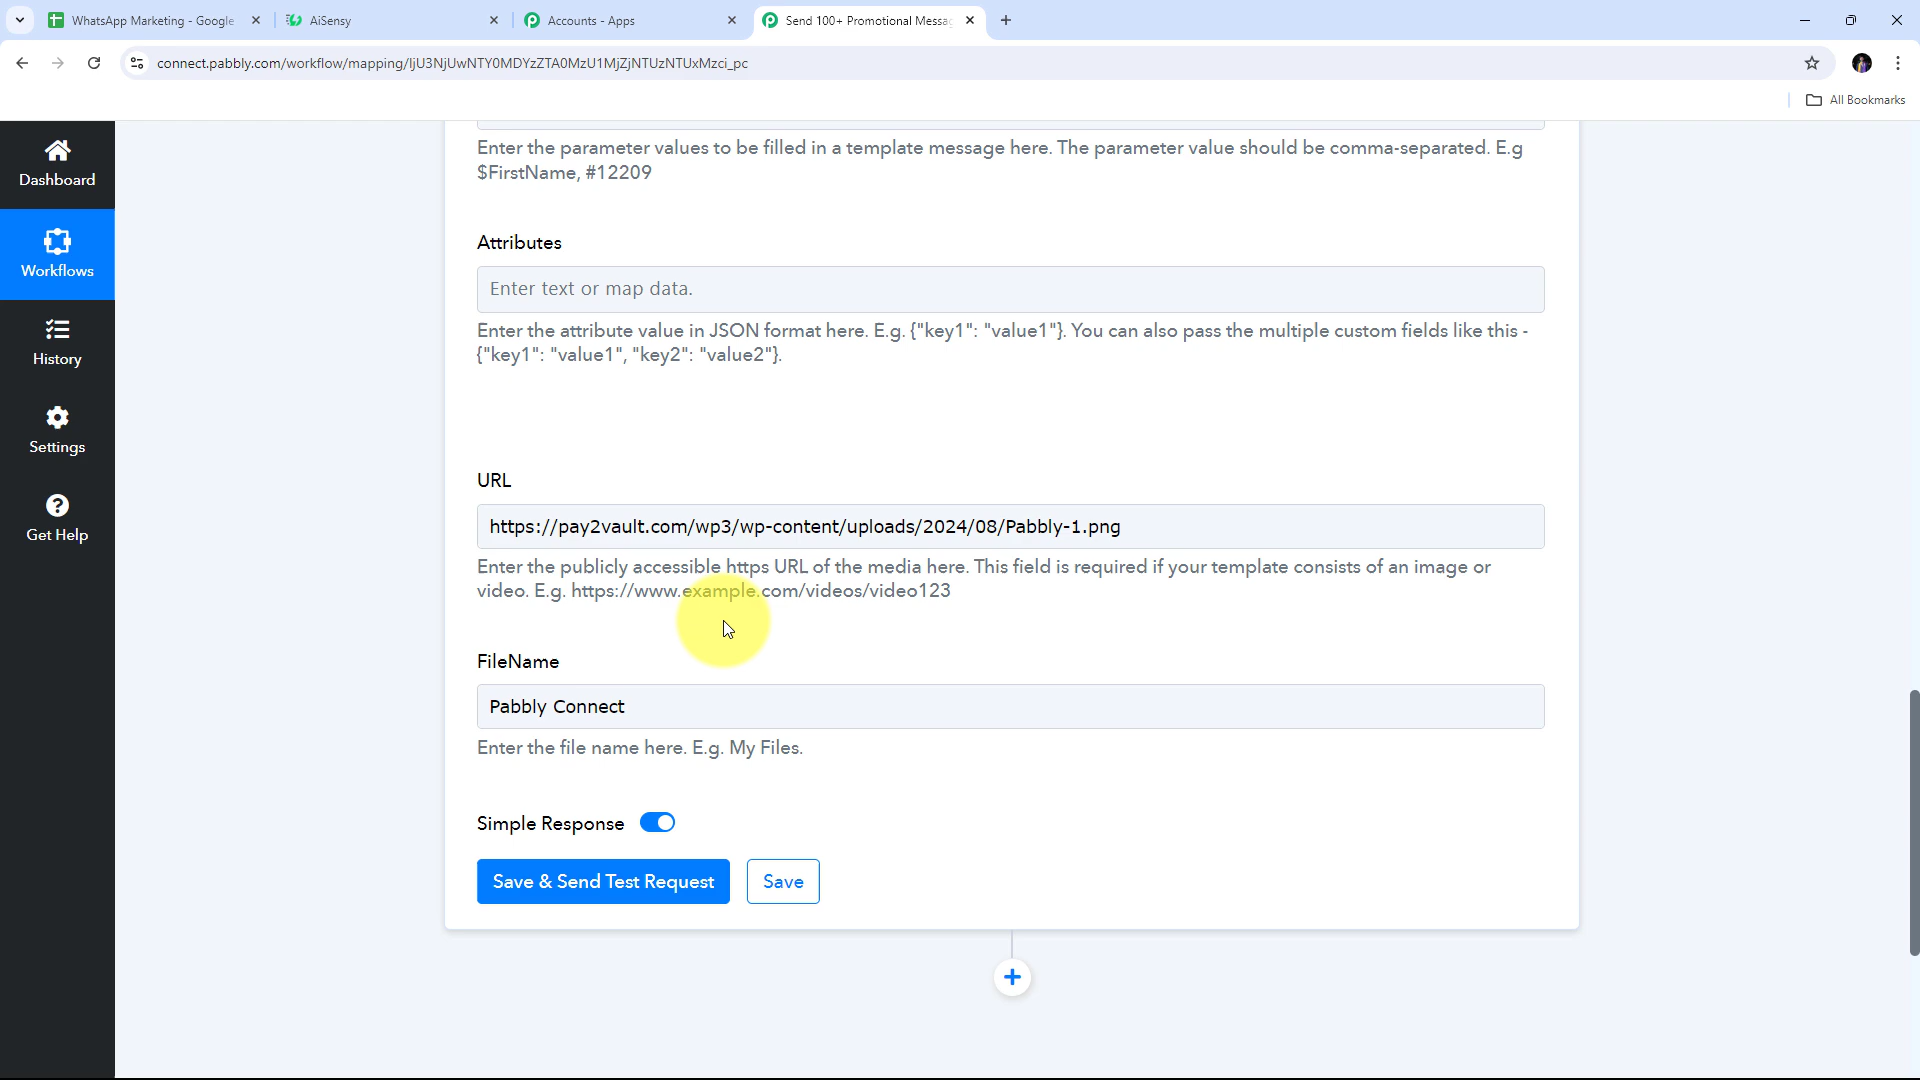 WhatsApp Marketing - Google
AiSensy
Accounts - Apps
Send 100+ Promotional Messa
connect.pabbly.com/workflow/mapping/IjU3NjUwNTY0MDYzZTA0MzU1MjZjNTUzNTUxMzci_pc
All Bookmarks
Dashboard
Workflows
History
Settings
Get Help
Enter the parameter values to be filled in a template message here. The parameter value should be comma-separated. E.g
$FirstName, #12209
Attributes
Enter text or map data.
Enter the attribute value in JSON format here. E.g. {"key1": "value1"}. You can also pass the multiple custom fields like this -
{"key1": "value1", "key2": "value2"}.
URL
https://pay2vault.com/wp3/wp-content/uploads/2024/08/Pabbly-1.png
Enter the publicly accessible https URL of the media here. This field is required if your template consists of an image or
video. E.g. https://www.example.com/videos/video123
FileName
Pabbly Connect
Enter the file name here. E.g. My Files.
Simple Response
Save & Send Test Request
Save